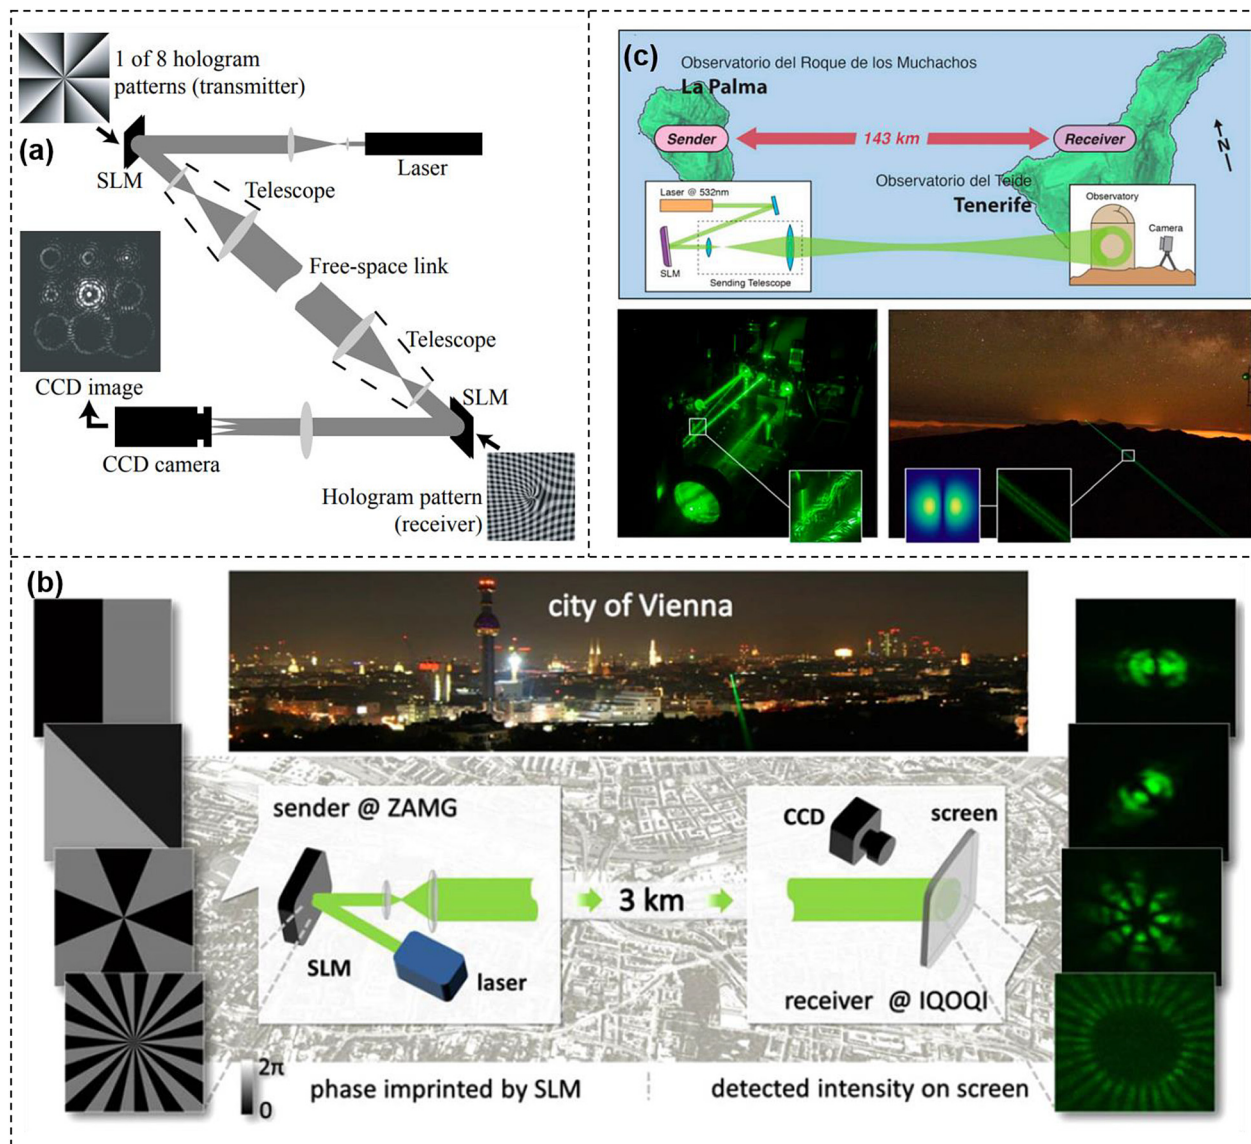 (a)
1 of 8 hologram
patterns (transmitter)
SLM
Laser
Telescope
Free-space link
Telescope
CCD image
SLM
CCD camera
Hologram pattern
(receiver)
(c)
Observatorio del Roque de los Muchachos
La Palma
Sender
143 km
Receiver
N
Observatorio del Teide
Tenerife
Laser @ 532nm
SLM
Sending Telescope
Observatory
Camera
(b)
city of Vienna
sender @ ZAMG
SLM
laser
3 km
CCD
screen
receiver @ IQOQI
2π
0
phase imprinted by SLM
detected intensity on screen